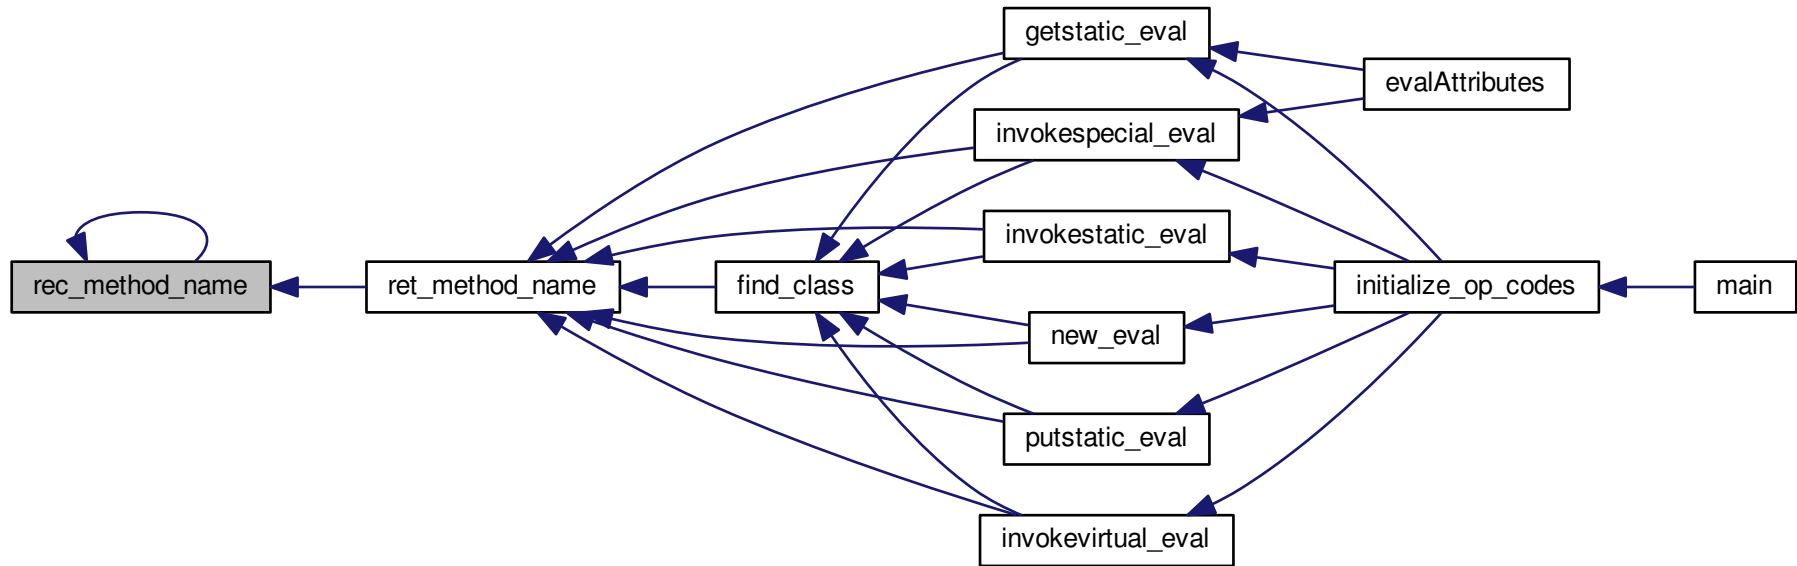 getstatic_eval
evalAttributes
invokespecial_eval
invokestatic_eval
rec_method_name
ret_method_name
find_class
initialize_op_codes
main
new_eval
putstatic_eval
invokevirtual_eval